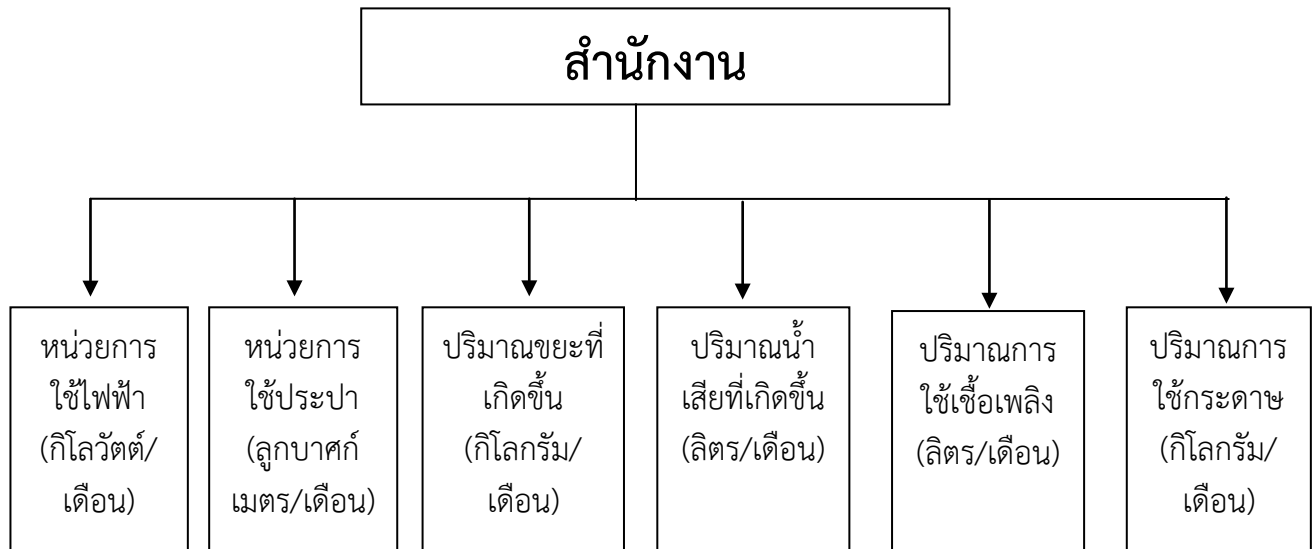 สำนักงาน
หน่วยการ
ใช้ไฟฟ้า
(กิโลวัตต์/
เดือน)
หน่วยการ
ใช้ประปา
(ลูกบาศก์
เมตร/เดือน)
ปริมาณขยะที่
เกิดขึ้น
(กิโลกรัม/
เดือน)
ปริมาณน้ำ
เสียที่เกิดขึ้น
(ลิตร/เดือน)
ปริมาณการ
ใช้เชื้อเพลิง
(ลิตร/เดือน)
ปริมาณการ
ใช้กระดาษ
(กิโลกรัม/
เดือน)